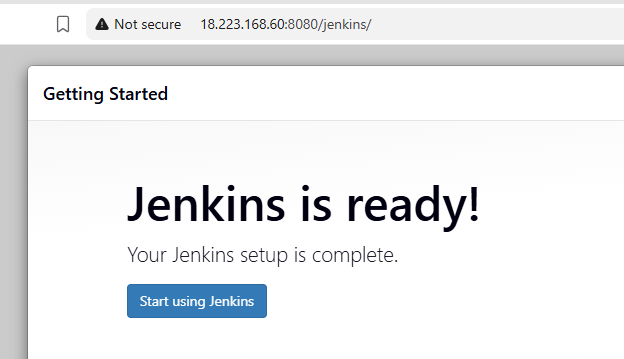 Not secure 18.223.168.60:8080/jenkins/
Getting Started
Jenkins is ready!
Your Jenkins setup is complete.
Start using Jenkins